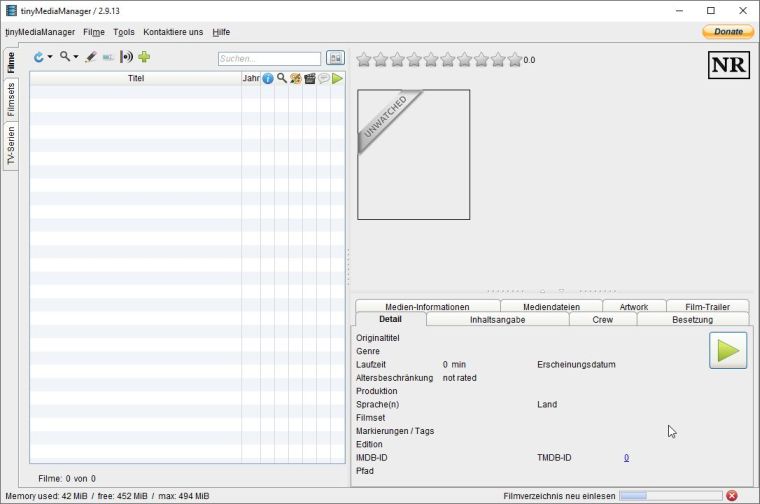 tinyMediaManager / 2.9.13
tinyMediaManager Filme Tools Kontaktiere uns Hilfe Donate
Filme
Filmsets
TV-Serien
Suchen...
Titel Jahr
0.0
NR
UNWATCHED
Medien-Informationen Mediendateien Artwork Film-Trailer
Detail Inhaltsangabe Crew Besetzung
Originaltitel
Genre
Laufzeit 0 min Erscheinungsdatum
Altersbeschränkung not rated
Produktion
Sprache(n) Land
Filmset
Markierungen / Tags
Edition
IMDB-ID TMDB-ID 0
Pfad
Filme: 0 von 0
Memory used: 42 MiB / free: 452 MiB / max: 494 MiB Filmverzeichnis neu einlesen